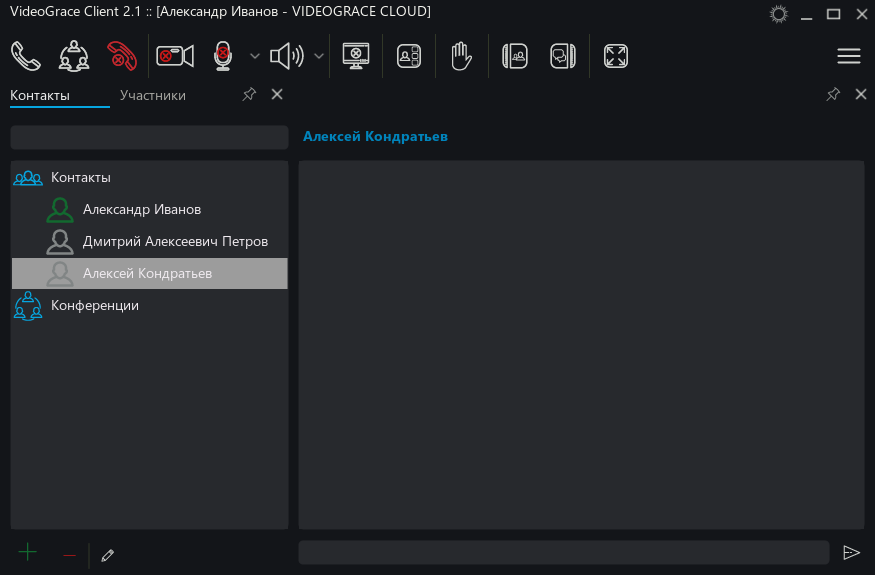 VideoGrace Client 2.1 :: [Александр Иванов - VIDEOGRACE CLOUD]
Контакты
Участники
Алексей Кондратьев
Контакты
Александр Иванов
Дмитрий Алексеевич Петров
Алексей Кондратьев
Конференции